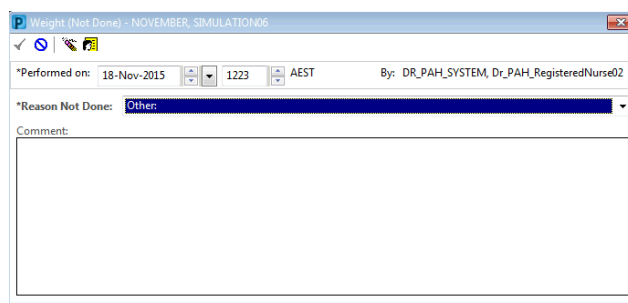 P Weight (Not Done) - NOVEMBER, SIMULATION06
*Performed on: 18-Nov-2015 1223 AEST By: DR_PAH_SYSTEM, Dr_PAH_RegisteredNurse02
*Reason Not Done: Other:
Comment: